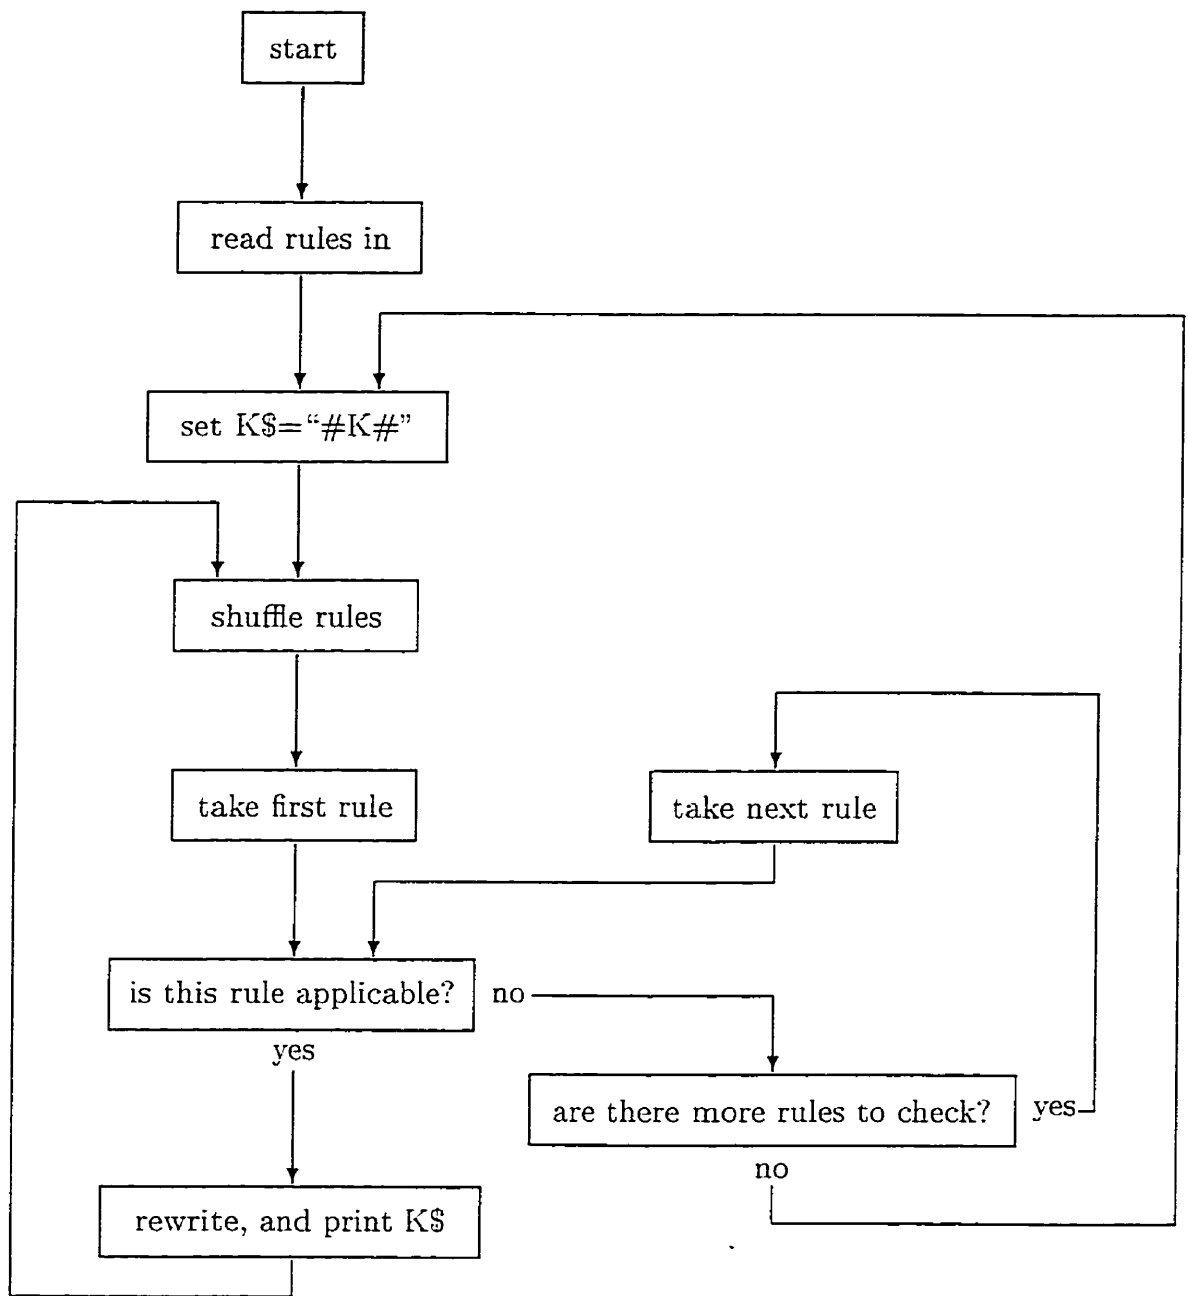 start
read rules in
set K$=“#K#”
shuffle rules
take first rule
take next rule
is this rule applicable?
no
yes
are there more rules to check?
yes
no
rewrite, and print K$